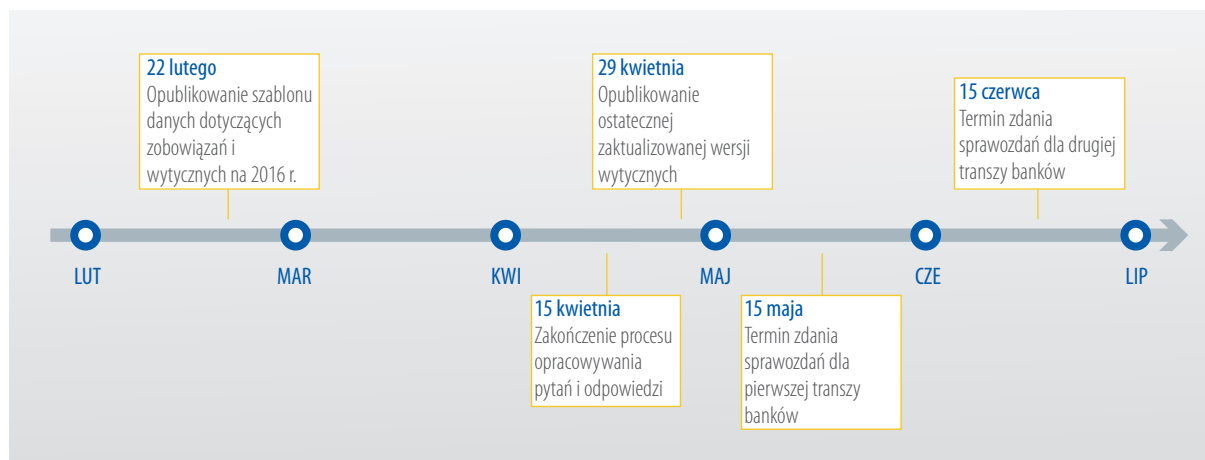 22 lutego
Opublikowanie szablonu
danych dotyczących
zobowiązań i
wytycznych na 2016 r.
29 kwietnia
Opublikowanie
ostatecznej
zaktualizowanej wersji
wytycznych
15 czerwca
Termin zdania
sprawozdań dla drugiej
transzy banków
LUT
MAR
KWI
MAJ
CZE
LIP
15 kwietnia
Zakończenie procesu
opracowywania
pytań i odpowiedzi
15 maja
Termin zdania
sprawozdań dla
pierwszej transzy
banków